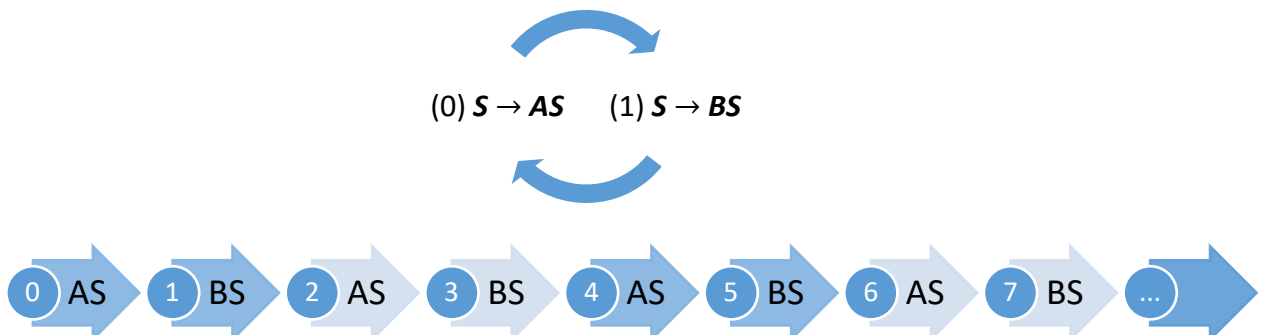 (0) S → AS (1) S → BS
0 AS 1 BS 2 AS 3 BS 4 AS 5 BS 6 AS 7 BS ...